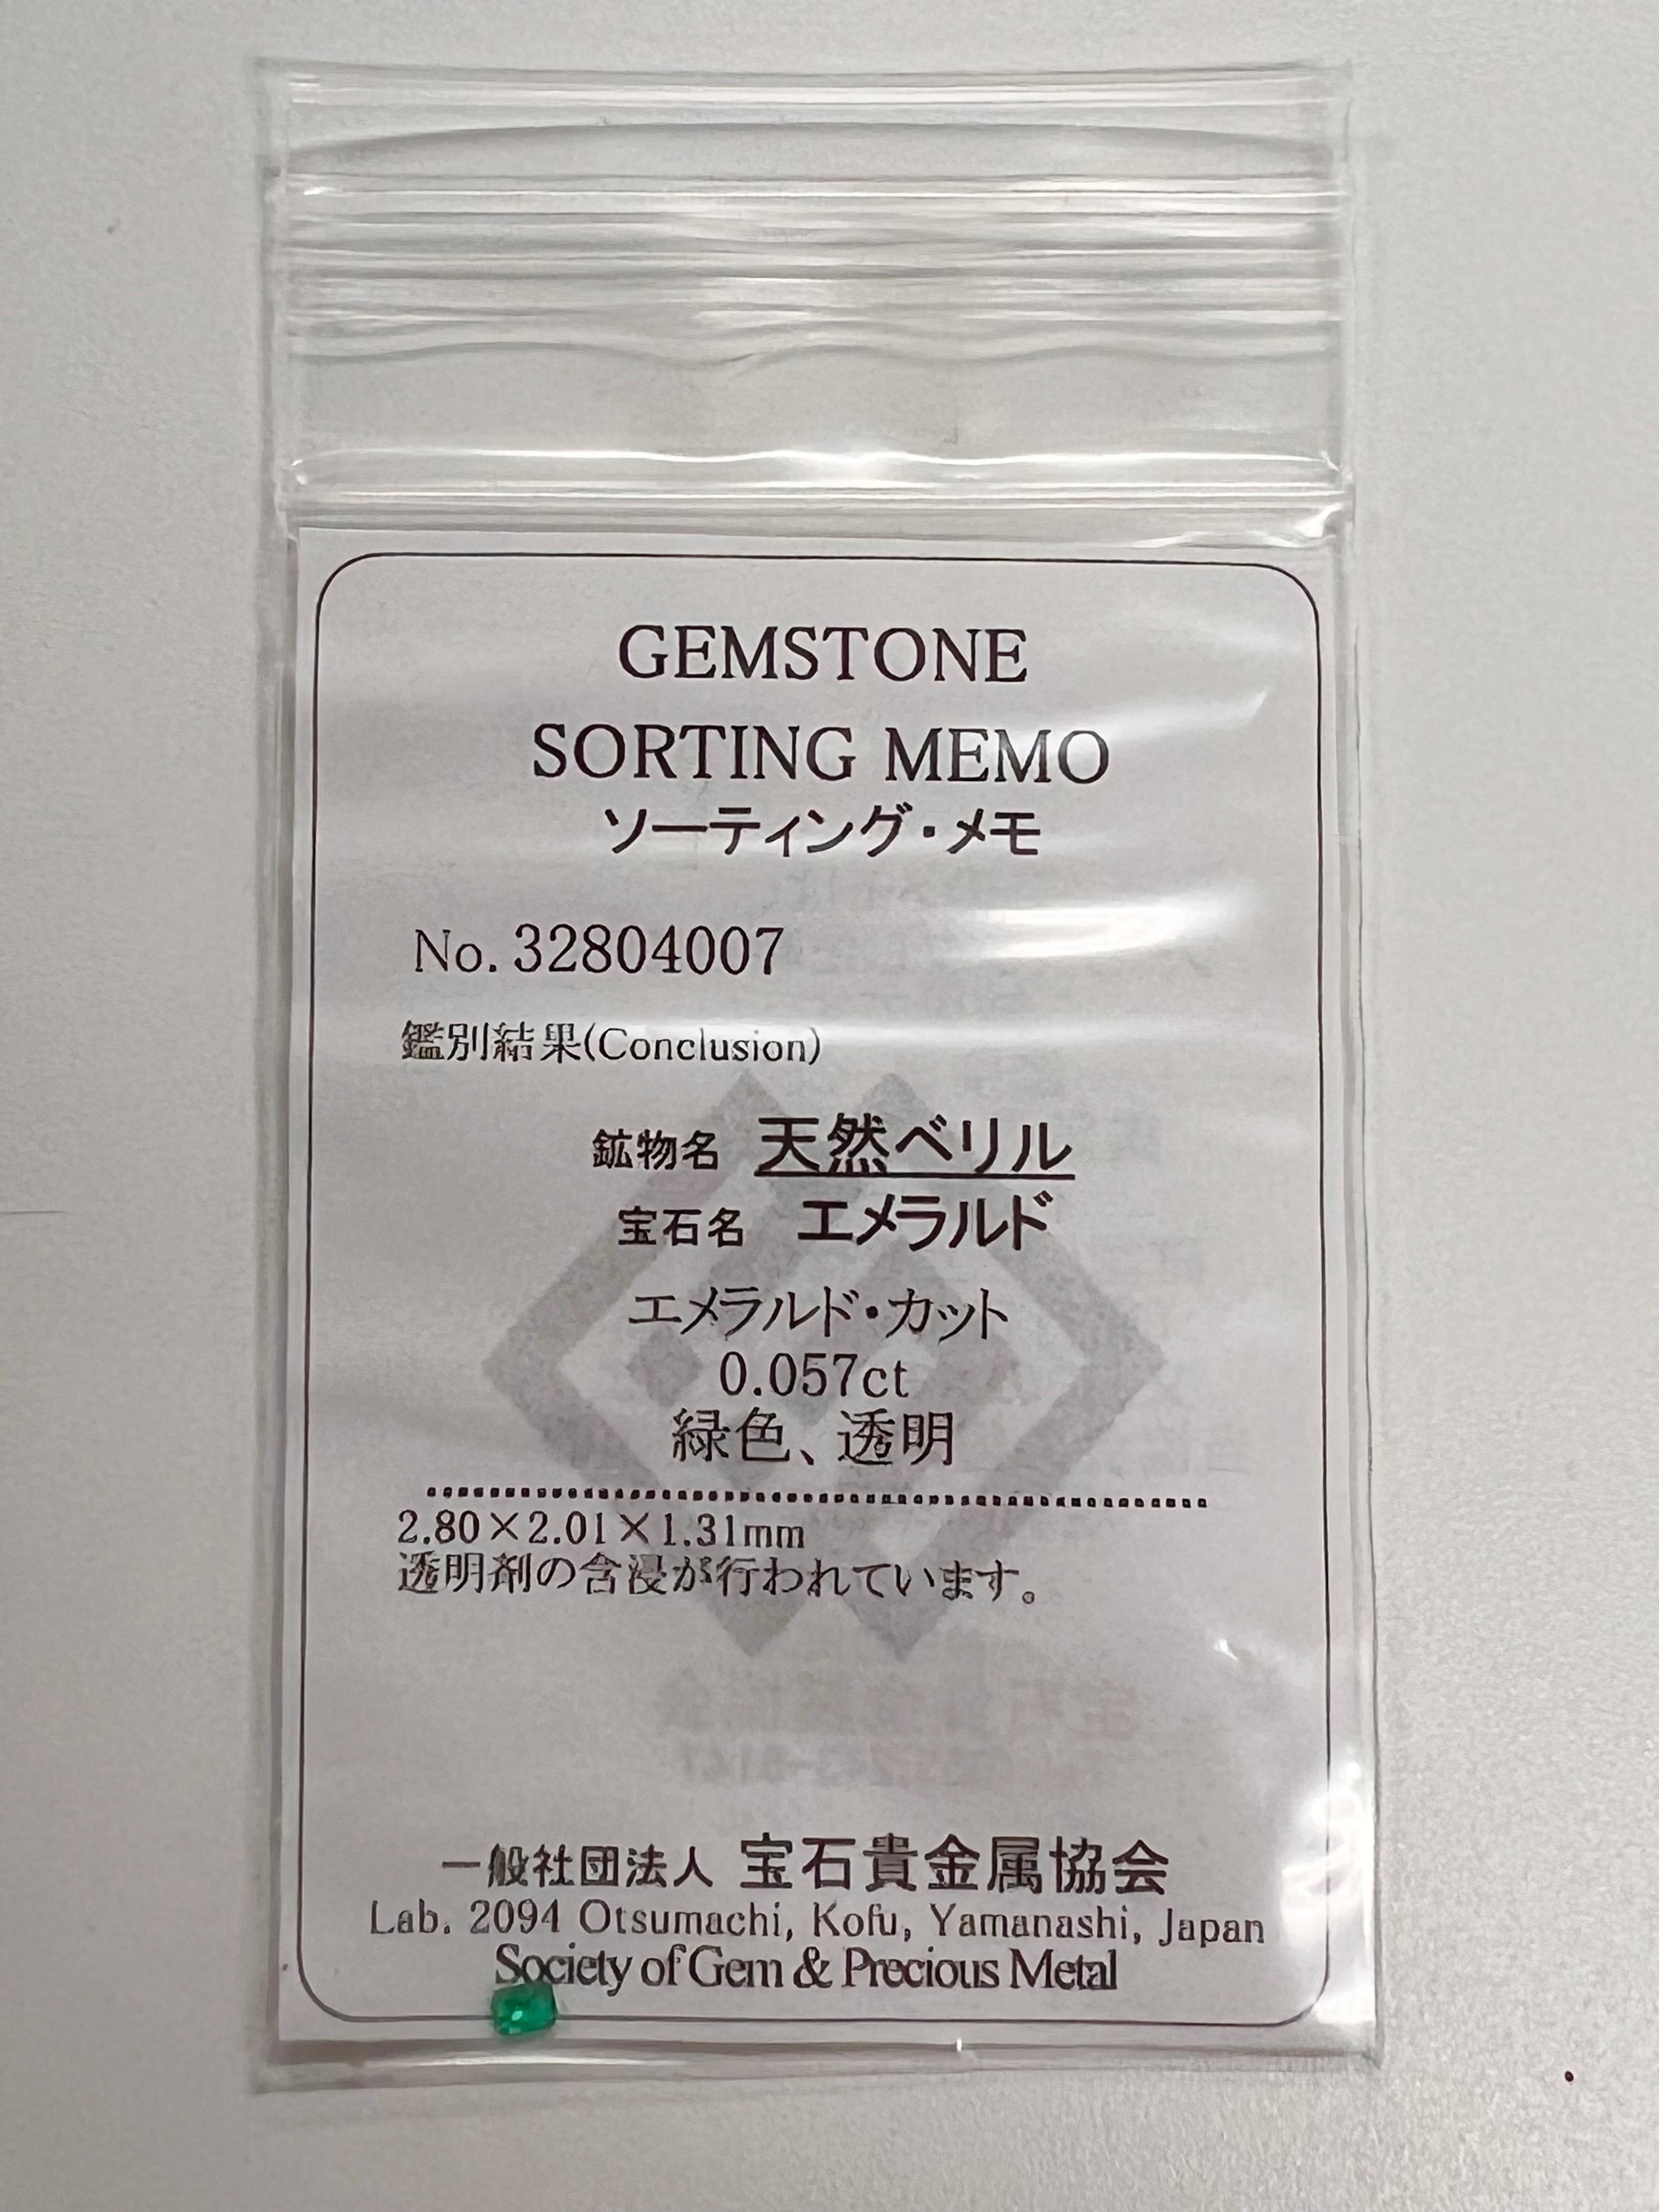 GEMSTONE
SORTING MEMO
ソーティング・メモ
No. 32804007
鑑別結果(Conclusion)
鉱物名 天然ベリル
宝石名 エメラルド
エメラルド・カット
0.057ct
緑色、透明
2.80×2.01×1.31mm
透明剤の含浸が行われています。
一般社団法人 宝石貴金属協会
Lab. 2094 Otsumachi, Kofu, Yamanashi, Japan
Society of Gem & Precious Metal